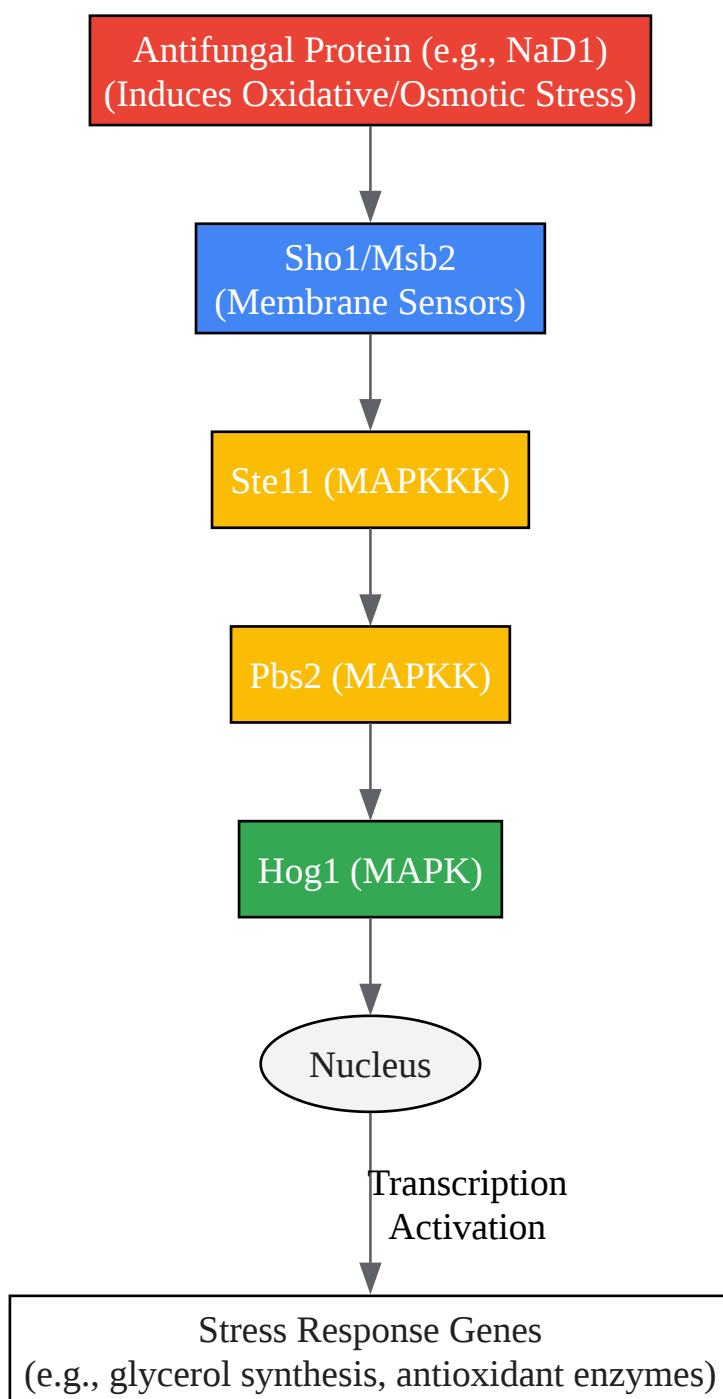 Antifungal Protein (e.g., NaD1)
(Induces Oxidative/Osmotic Stress)
Sho1/Msb2
(Membrane Sensors)
Ste11 (MAPKKK)
Pbs2 (MAPKK)
Hog1 (MAPK)
Nucleus
Transcription
Activation
Stress Response Genes
(e.g., glycerol synthesis, antioxidant enzymes)